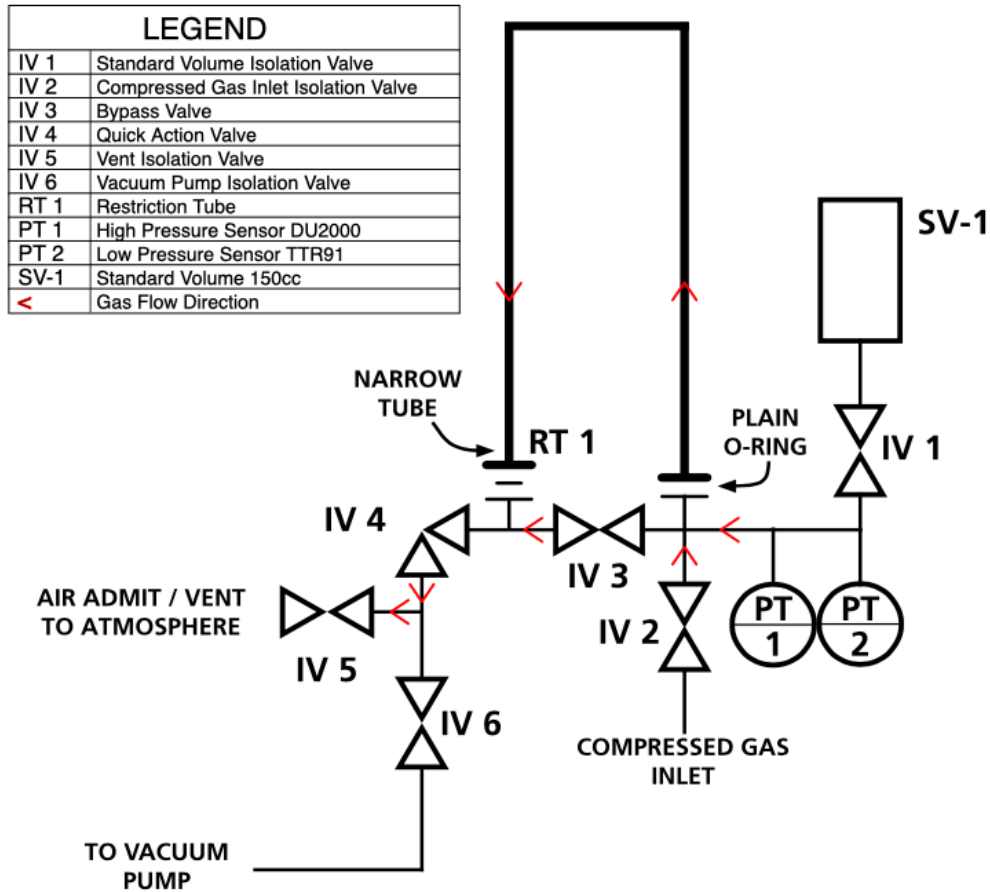 LEGEND
IV 1 Standard Volume Isolation Valve
IV 2 Compressed Gas Inlet Isolation Valve
IV 3 Bypass Valve
IV 4 Quick Action Valve
IV 5 Vent Isolation Valve
IV 6 Vacuum Pump Isolation Valve
RT 1 Restriction Tube
PT 1 High Pressure Sensor DU2000
PT 2 Low Pressure Sensor TTR91
SV-1 Standard Volume 150cc
< Gas Flow Direction
SV-1
NARROW
TUBE
RT 1
PLAIN
O-RING
IV 1
IV 4
IV 3
AIR ADMIT / VENT
TO ATMOSPHERE
IV 2
PT
1
PT
2
IV 5
IV 6
COMPRESSED GAS
INLET
TO VACUUM
PUMP